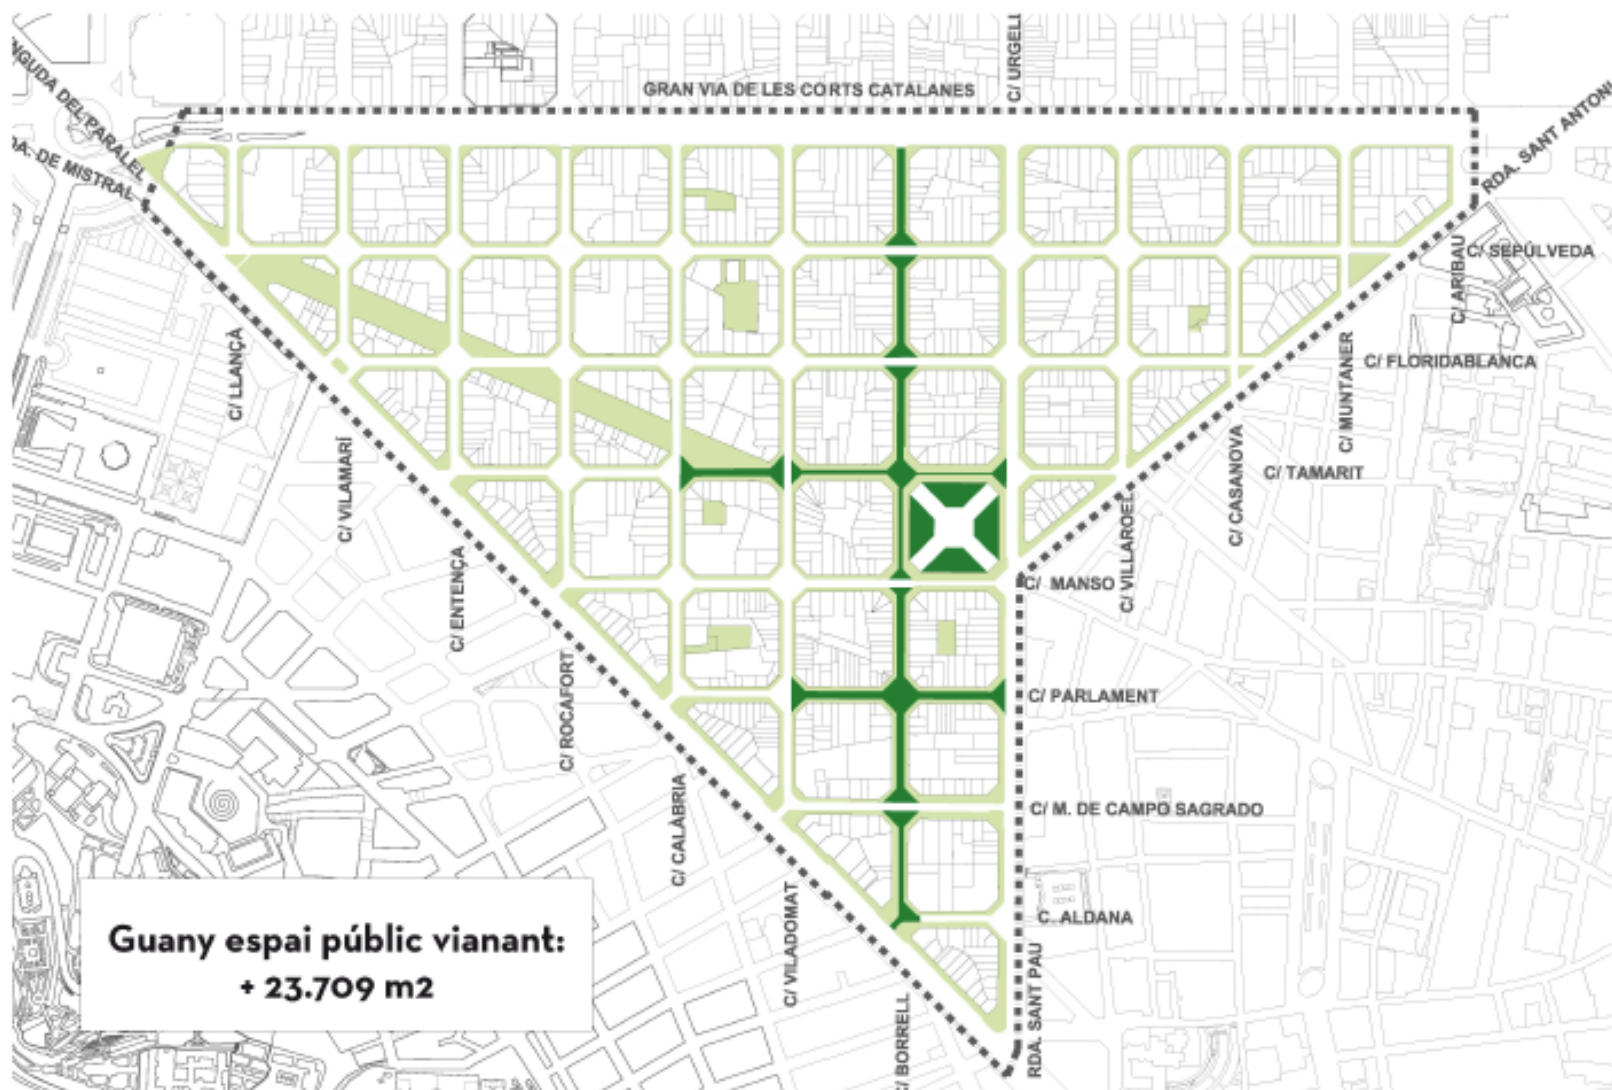 C/ URGELL
GRAN VIA DE LES CORTS CATALANES
DEL PARAL·LEL
DE MISTRAL
RDA. SANT ANTONI
C/ SEPÚLVEDA
C/ ARIBAU
C/ LLANÇÀ
C/ MUNTANER
C/ FLORIDABLANCA
C/ VILAMARÍ
C/ CASANOVA
C/ TAMARIT
C/ ENTENÇA
C/ VILLAROEL
C/ MANSO
C/ ROCAFORT
C/ PARLAMENT
C/ CALÀBRIA
C/ M. DE CAMPO SAGRADO
C/ VILADOMAT
C. ALDANA
Guany espai públic vianant:
+ 23.709 m2
C/ BORRELL
RDA. SANT PAU